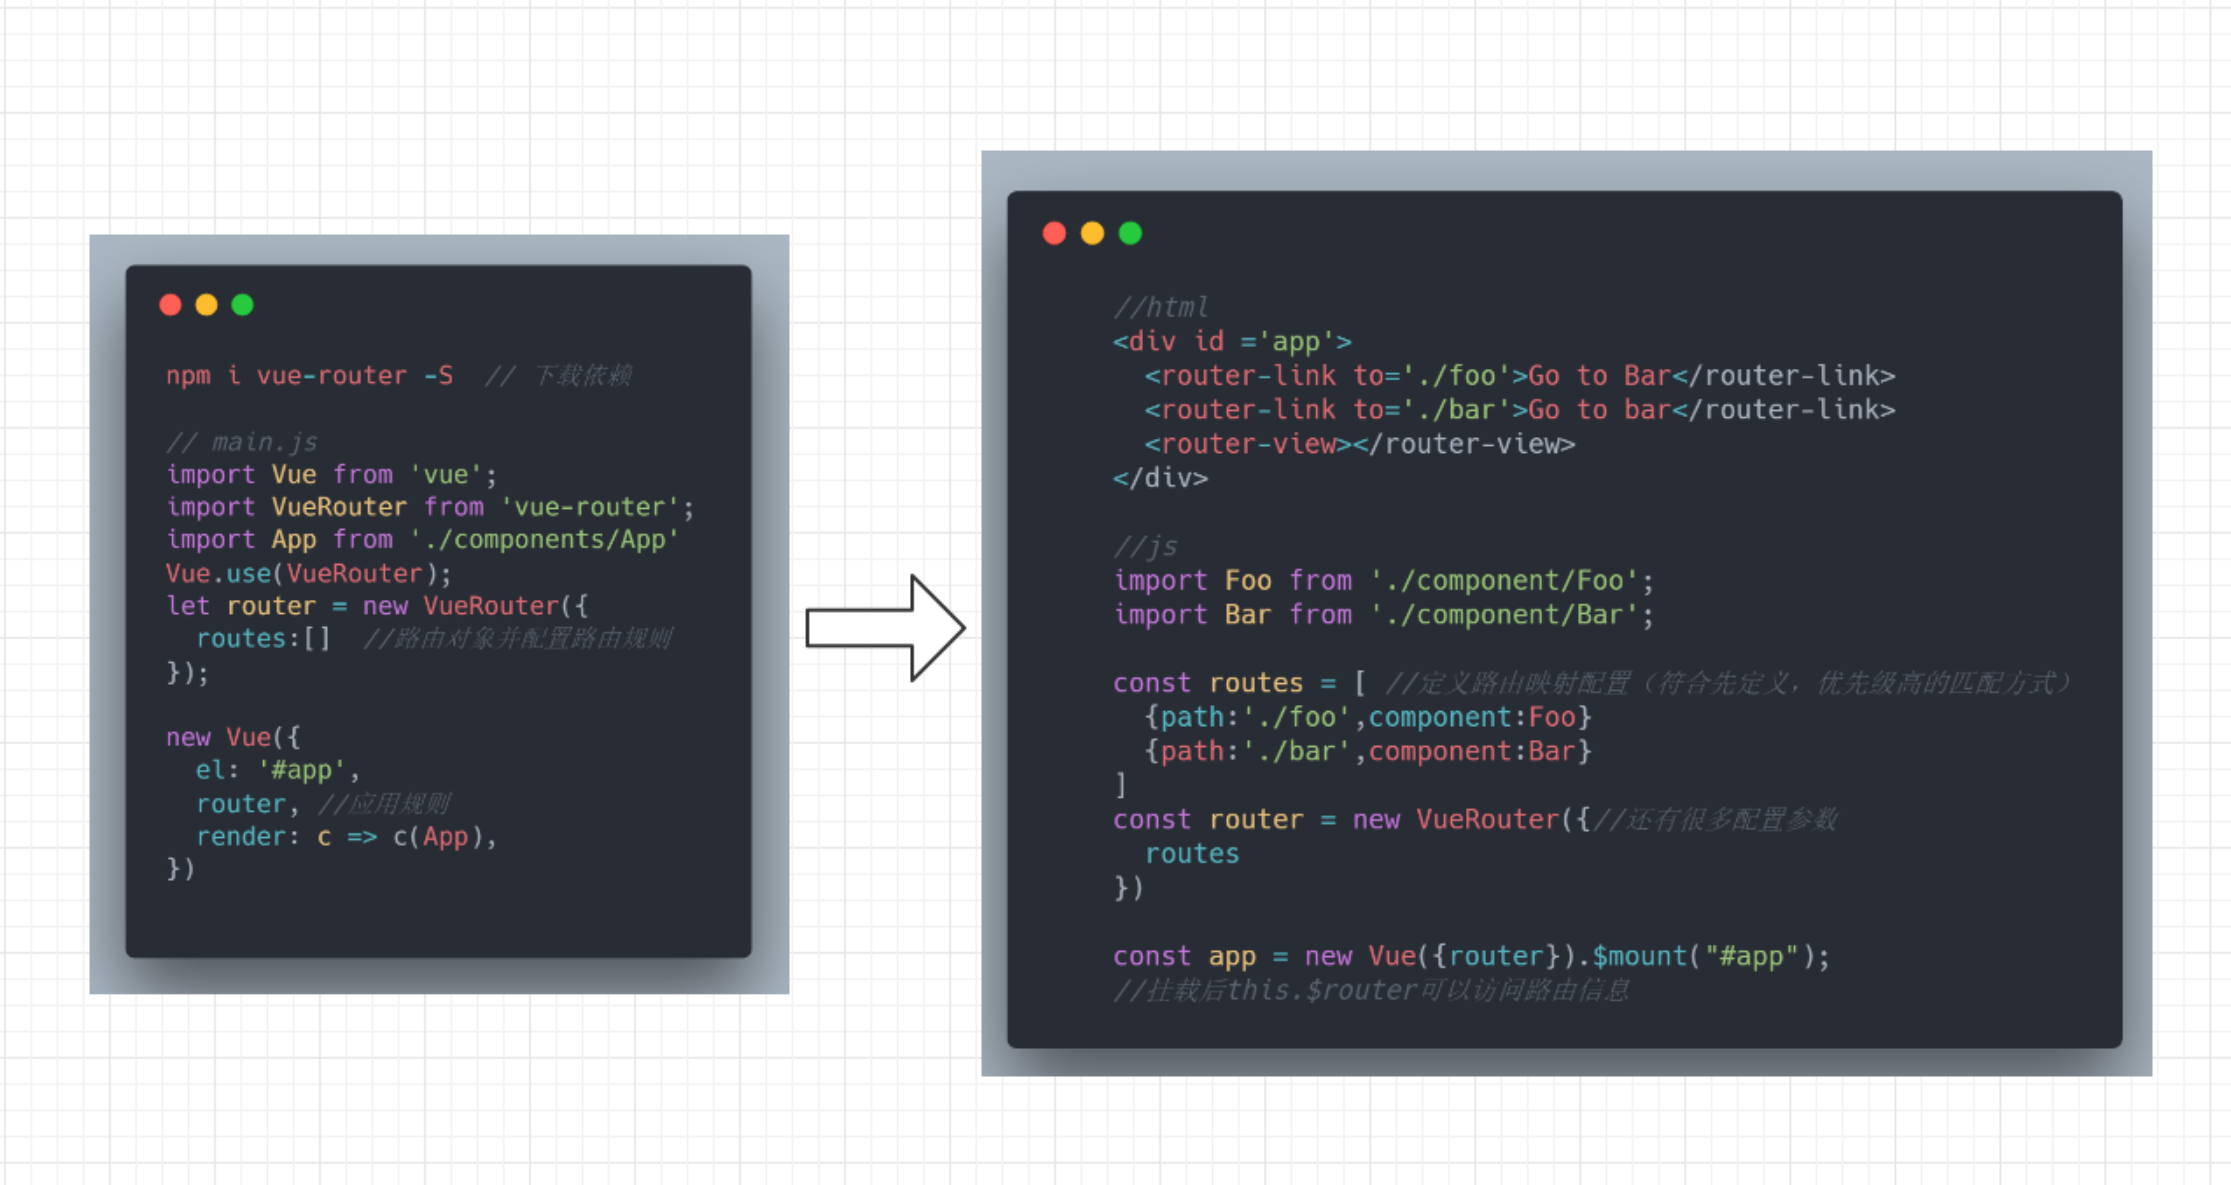 npm i vue-router -S  // 下载依赖
// main.js
import Vue from 'vue';
import VueRouter from 'vue-router';
import App from './components/App'
Vue.use(VueRouter);
let router = new VueRouter({
  routes:[]  //路由对象并配置路由规则
});
new Vue({
  el: '#app',
  router, //应用规则
  render: c => c(App),
})
//html
<div id ='app'>
  <router-link to='./foo'>Go to Bar</router-link>
  <router-link to='./bar'>Go to bar</router-link>
  <router-view></router-view>
</div>
//js
import Foo from './component/Foo';
import Bar from './component/Bar';
const routes = [ //定义路由映射配置（符合先定义，优先级高的匹配方式）
  {path:'./foo',component:Foo}
  {path:'./bar',component:Bar}
]
const router = new VueRouter({//还有很多配置参数
  routes
})
const app = new Vue({router}).$mount("#app");
//挂载后this.$router可以访问路由信息